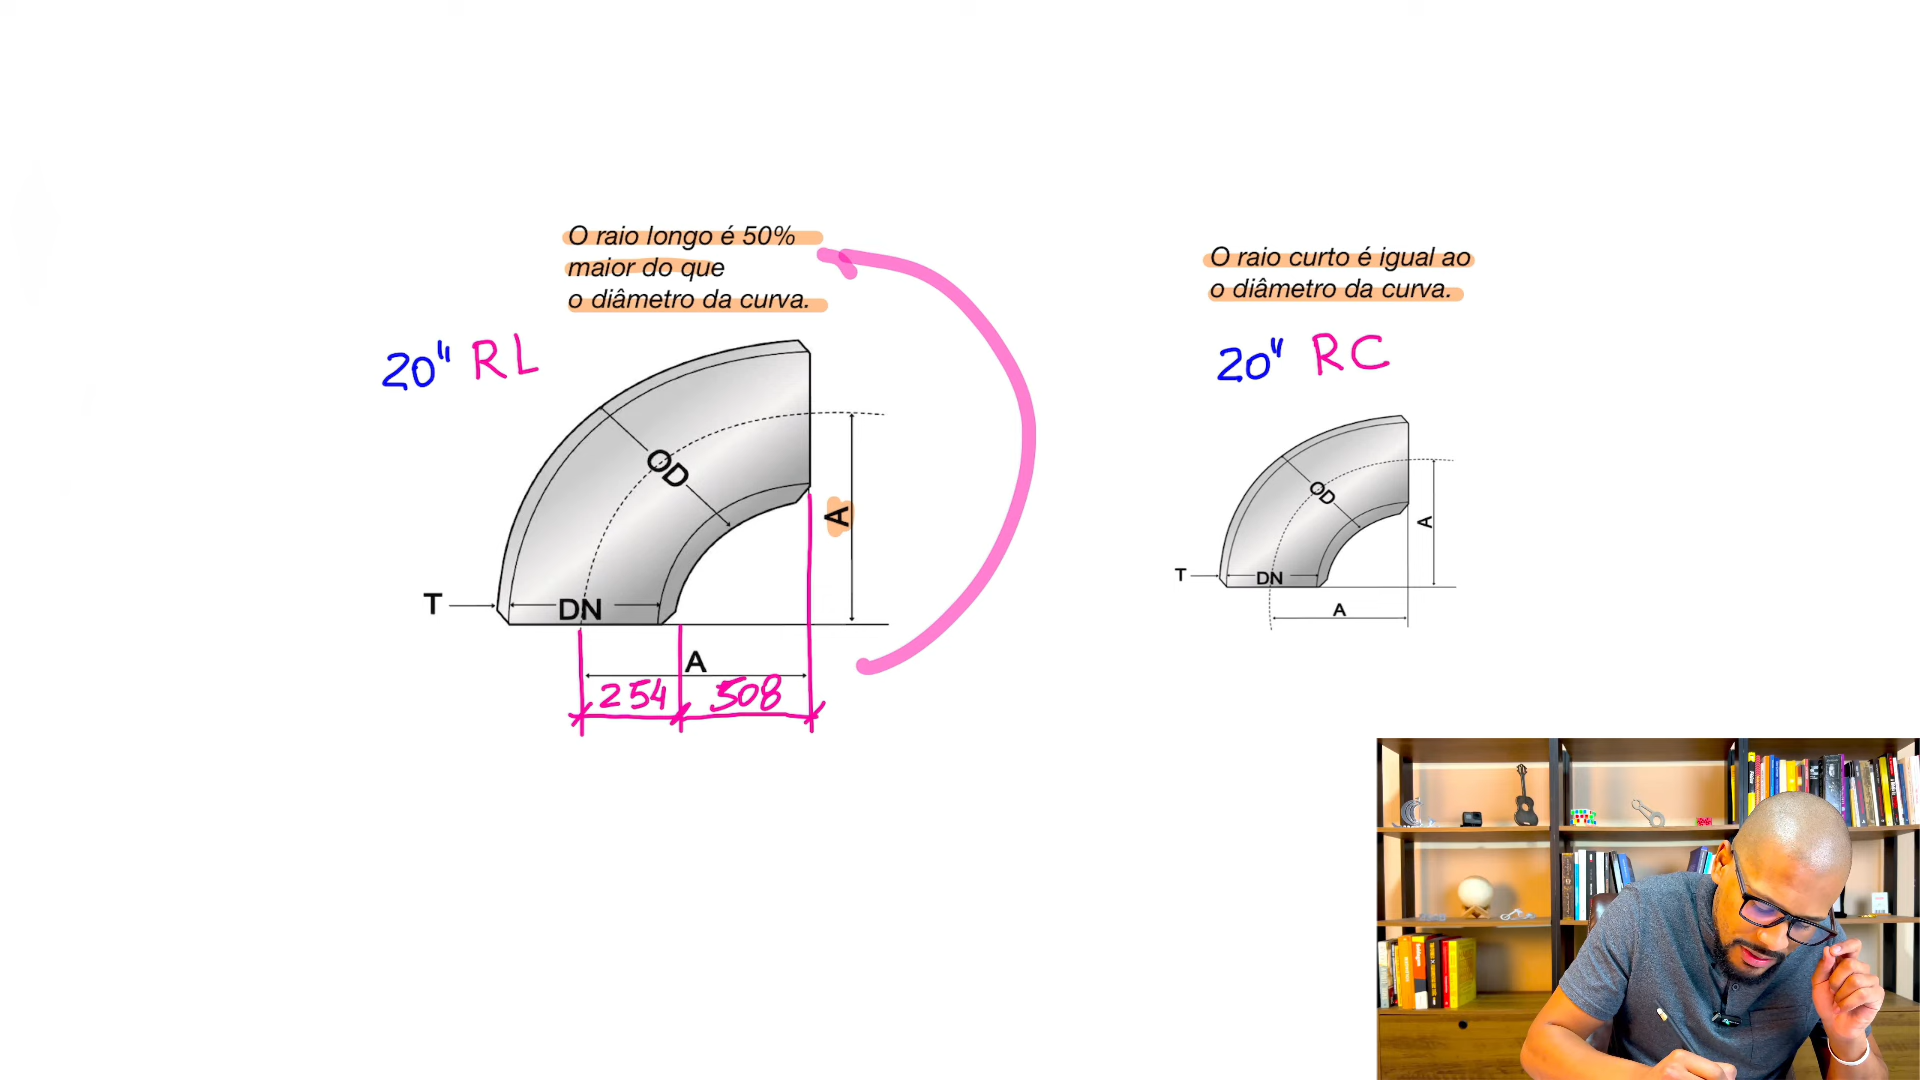 O raio longo é 50%
maior do que
o diâmetro da curva.
20" RL
OD
A
T
DN
A
254 508
O raio curto é igual ao
o diâmetro da curva.
20" RC
OD
A
T
DN
A